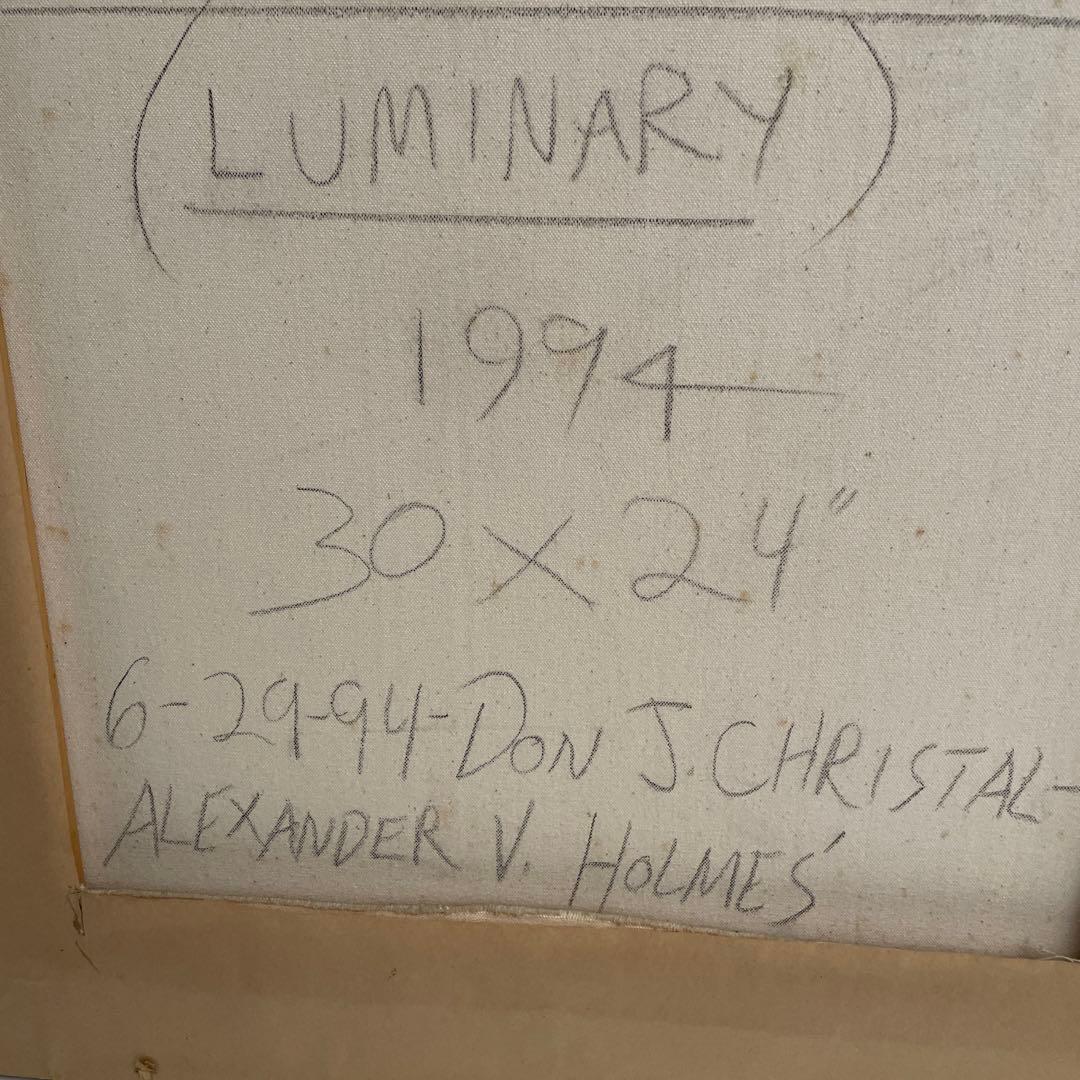 (LUMINARY)
1994
30 X 24"
6-29-94-DON J. CHRISTAL-
ALEXANDER V. HOLMES'